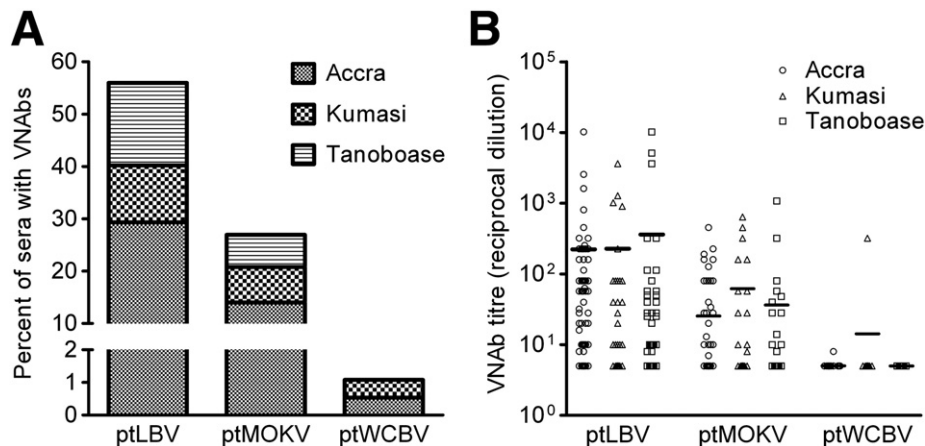 A
Percent of sera with VNAbs
60
50
40
30
20
10
2
1
0
Accra
Kumasi
Tanoboase
ptLBV ptMOKV ptWCBV
B
VNAb titre (reciprocal dilution)
10⁵
10⁴
10³
10²
10¹
10⁰
Accra
Kumasi
Tanoboase
ptLBV ptMOKV ptWCBV